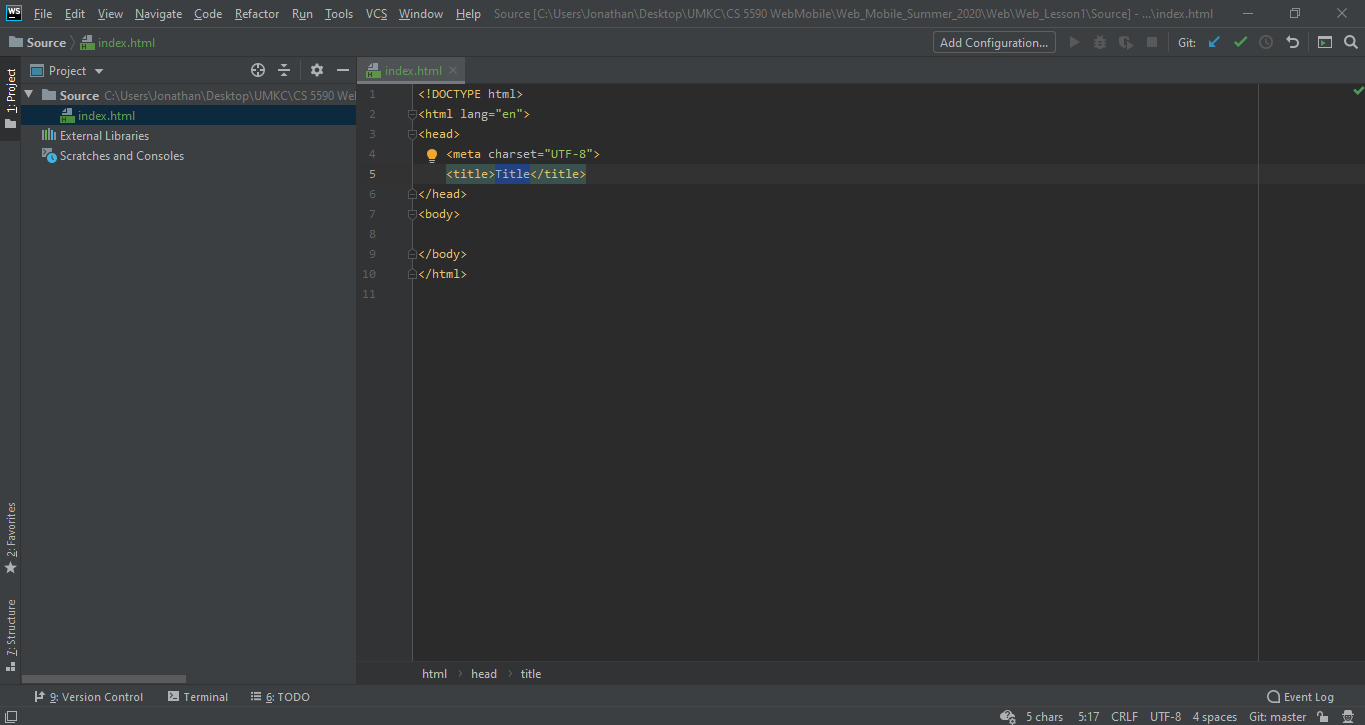 WS File Edit View Navigate Code Refactor Run Tools VCS Window Help Source [C:\Users\Jonathan\Desktop\UMKC\CS 5590 WebMobile\Web_Mobile_Summer_2020\Web\Web_Lesson1\Source] - ...\index.html
Source index.html Add Configuration... Git:
1: Project
Project
Source C:\Users\Jonathan\Desktop\UMKC\CS 5590 We
index.html
External Libraries
Scratches and Consoles
2: Favorites
7: Structure
index.html
1 <!DOCTYPE html>
2 <html lang="en">
3 <head>
4 <meta charset="UTF-8">
5 <title>Title</title>
6 </head>
7 <body>
8
9 </body>
10 </html>
11
html head title
9: Version Control Terminal 6: TODO Event Log
5 chars 5:17 CRLF UTF-8 4 spaces Git: master